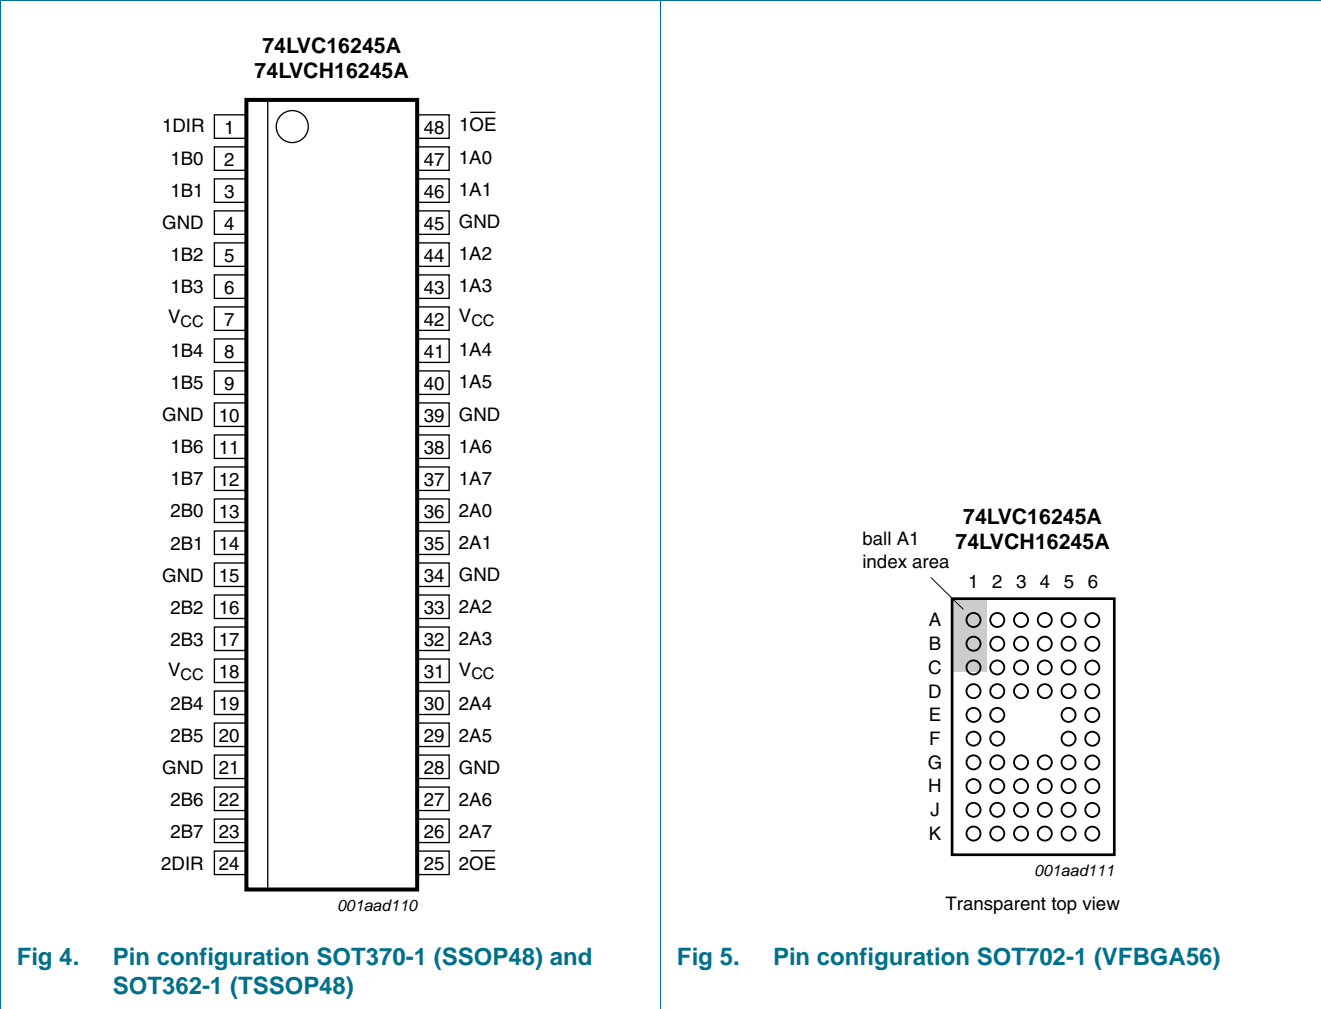 74LVC16245A
74LVCH16245A
1DIR 1 48 1OE
1B0 2 47 1A0
1B1 3 46 1A1
GND 4 45 GND
1B2 5 44 1A2
1B3 6 43 1A3
VCC 7 42 VCC
1B4 8 41 1A4
1B5 9 40 1A5
GND 10 39 GND
1B6 11 38 1A6
1B7 12 37 1A7
2B0 13 36 2A0
2B1 14 35 2A1
GND 15 34 GND
2B2 16 33 2A2
2B3 17 32 2A3
VCC 18 31 VCC
2B4 19 30 2A4
2B5 20 29 2A5
GND 21 28 GND
2B6 22 27 2A6
2B7 23 26 2A7
2DIR 24 25 2OE
001aad110
Fig 4. Pin configuration SOT370-1 (SSOP48) and
SOT362-1 (TSSOP48)
74LVC16245A
74LVCH16245A
ball A1
index area
1 2 3 4 5 6
A
B
C
D
E
F
G
H
J
K
001aad111
Transparent top view
Fig 5. Pin configuration SOT702-1 (VFBGA56)